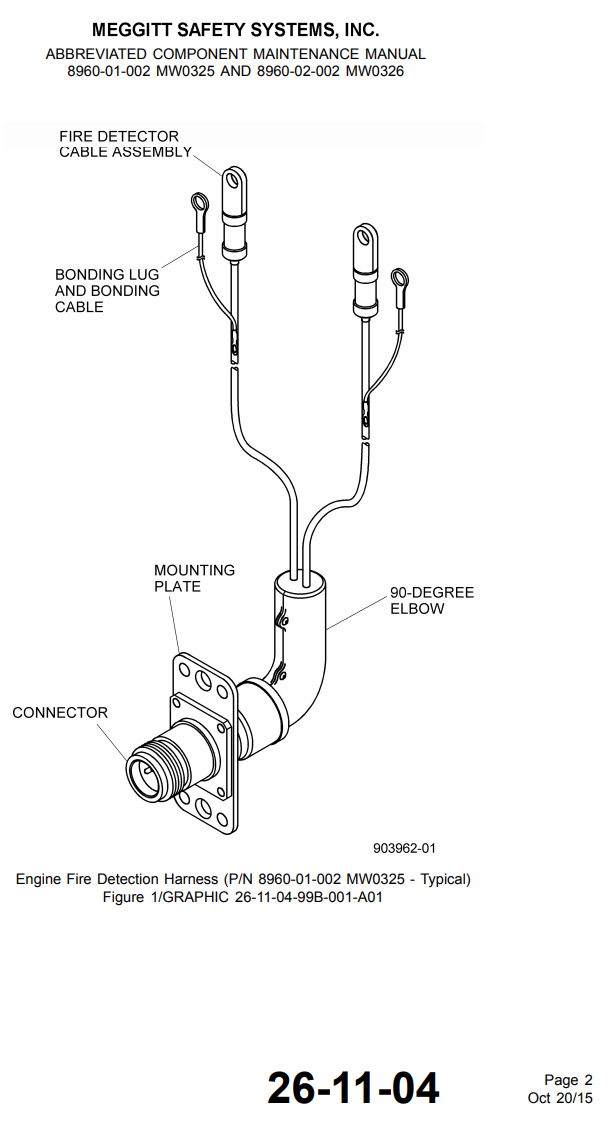 MEGGITT SAFETY SYSTEMS, INC.
ABBREVIATED COMPONENT MAINTENANCE MANUAL
8960-01-002 MW0325 AND 8960-02-002 MW0326
FIRE DETECTOR
CABLE ASSEMBLY
BONDING LUG
AND BONDING
CABLE
MOUNTING
PLATE
90-DEGREE
ELBOW
CONNECTOR
903962-01
Engine Fire Detection Harness (P/N 8960-01-002 MW0325 - Typical)
Figure 1/GRAPHIC 26-11-04-99B-001-A01
26-11-04
Page 2
Oct 20/15